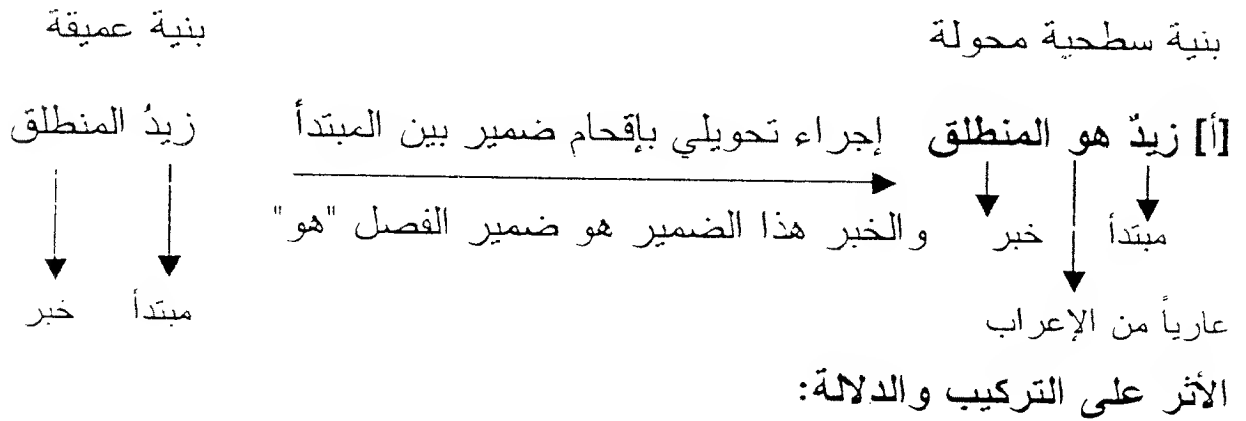 بنية سطحية محولة بنية عميقة
[أ] زيدٌ هو المنطلق إجراء تحويلي بإقحام ضمير بين المبتدأ زيدُ المنطلق
مبتدأ خبر والخبر هذا الضمير هو ضمير الفصل "هو"
عارياً من الإعراب مبتدأ خبر
الأثر على التركيب والدلالة: